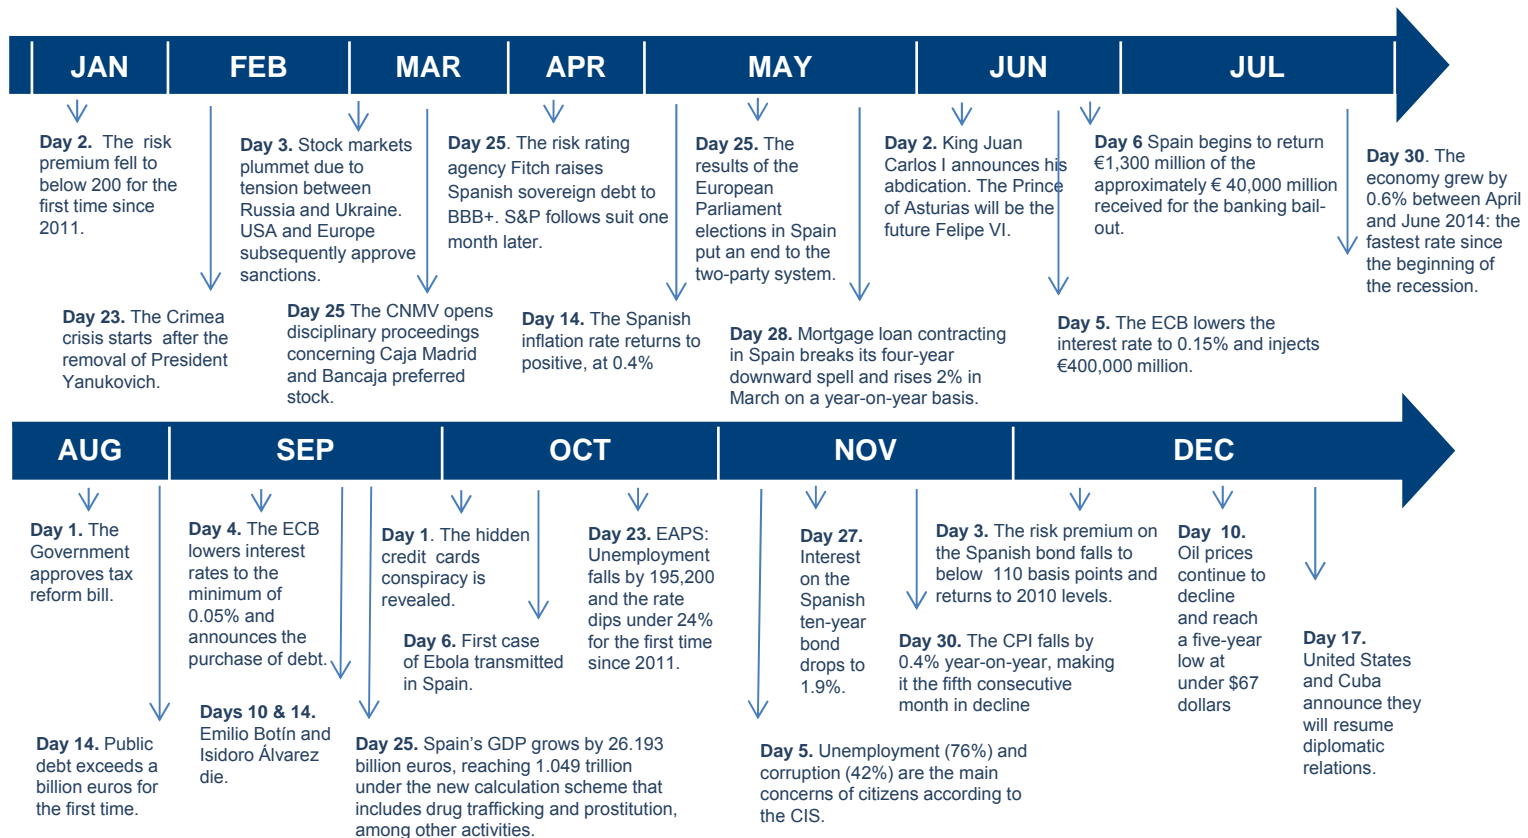 JAN FEB MAR APR MAY JUN JUL
Day 2. The risk
premium fell to
below 200 for the
first time since
2011.
Day 23. The Crimea
crisis starts after the
removal of President
Yanukovich.
Day 3. Stock markets
plummet due to
tension between
Russia and Ukraine.
USA and Europe
subsequently approve
sanctions.
Day 25 The CNMV opens
disciplinary proceedings
concerning Caja Madrid
and Bancaja preferred
stock.
Day 25. The risk rating
agency Fitch raises
Spanish sovereign debt to
BBB+. S&P follows suit one
month later.
Day 14. The Spanish
inflation rate returns to
positive, at 0.4%
Day 25. The
results of the
European
Parliament
elections in Spain
put an end to the
two-party system.
Day 28. Mortgage loan contracting
in Spain breaks its four-year
downward spell and rises 2% in
March on a year-on-year basis.
Day 2. King Juan
Carlos I announces his
abdication. The Prince
of Asturias will be the
future Felipe VI.
Day 5. The ECB lowers the
interest rate to 0.15% and injects
€400,000 million.
Day 6 Spain begins to return
€1,300 million of the
approximately € 40,000 million
received for the banking bail-
out.
Day 30. The
economy grew by
0.6% between April
and June 2014: the
fastest rate since
the beginning of
the recession.
AUG SEP OCT NOV DEC
Day 1. The
Government
approves tax
reform bill.
Day 14. Public
debt exceeds a
billion euros for
the first time.
Day 4. The ECB
lowers interest
rates to the
minimum of
0.05% and
announces the
purchase of debt.
Days 10 & 14.
Emilio Botín and
Isidoro Álvarez
die.
Day 25. Spain’s GDP grows by 26.193
billion euros, reaching 1.049 trillion
under the new calculation scheme that
includes drug trafficking and prostitution,
among other activities.
Day 1. The hidden
credit cards
conspiracy is
revealed.
Day 6. First case
of Ebola transmitted
in Spain.
Day 23. EAPS:
Unemployment
falls by 195,200
and the rate
dips under 24%
for the first time
since 2011.
Day 5. Unemployment (76%) and
corruption (42%) are the main
concerns of citizens according to
the CIS.
Day 27.
Interest
on the
Spanish
ten-year
bond
drops to
1.9%.
Day 30. The CPI falls by
0.4% year-on-year, making
it the fifth consecutive
month in decline
Day 3. The risk premium on
the Spanish bond falls to
below 110 basis points and
returns to 2010 levels.
Day 10.
Oil prices
continue to
decline
and reach
a five-year
low at
under $67
dollars
Day 17.
United States
and Cuba
announce they
will resume
diplomatic
relations.